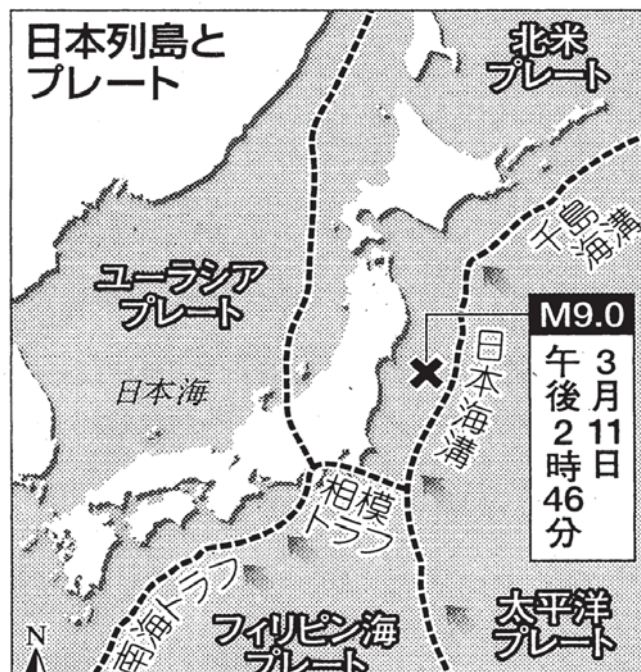 日本列島と
プレート
北米
プレート
千島
海溝
ユーラシア
プレート
M9.0
3月11日
午後2時46分
日本海溝
日本海
相模
トラフ
南海トラフ
フィリピン海
プレート
太平洋
プレート
N